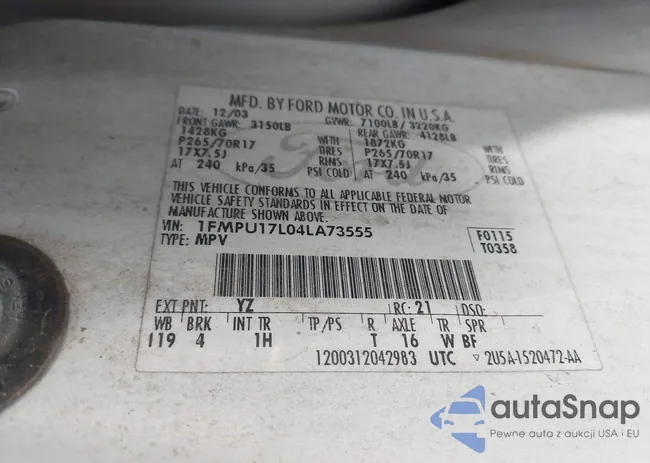 MFD. BY FORD MOTOR CO. IN U.S.A.
DATE: 12/03 GVWR: 7100LB/ 3220KG
FRONT GAWR: 3150LB REAR GAWR: 4128LB
1428KG WITH 1872KG WITH
P265/70R17 TIRES P265/70R17 TIRES
17X7.5J RIMS 17X7.5J RIMS
AT 240 kPa/35 PSI COLD AT 240 kPa/35 PSI COLD
THIS VEHICLE CONFORMS TO ALL APPLICABLE FEDERAL MOTOR
VEHICLE SAFETY STANDARDS IN EFFECT ON THE DATE OF
MANUFACTURE SHOWN ABOVE.
VIN: 1FMPU17L04LA73555 F0115
TYPE: MPV T0358
EXT PNT: YZ RC: 21 DSO:
WB BRK INT TR TP/PS R AXLE TR SPR
119 4 1H T 16 W BF
1200312042983 UTC 2U5A-1520472-AA
autaSnap
Pewne auta z aukcji USA i EU